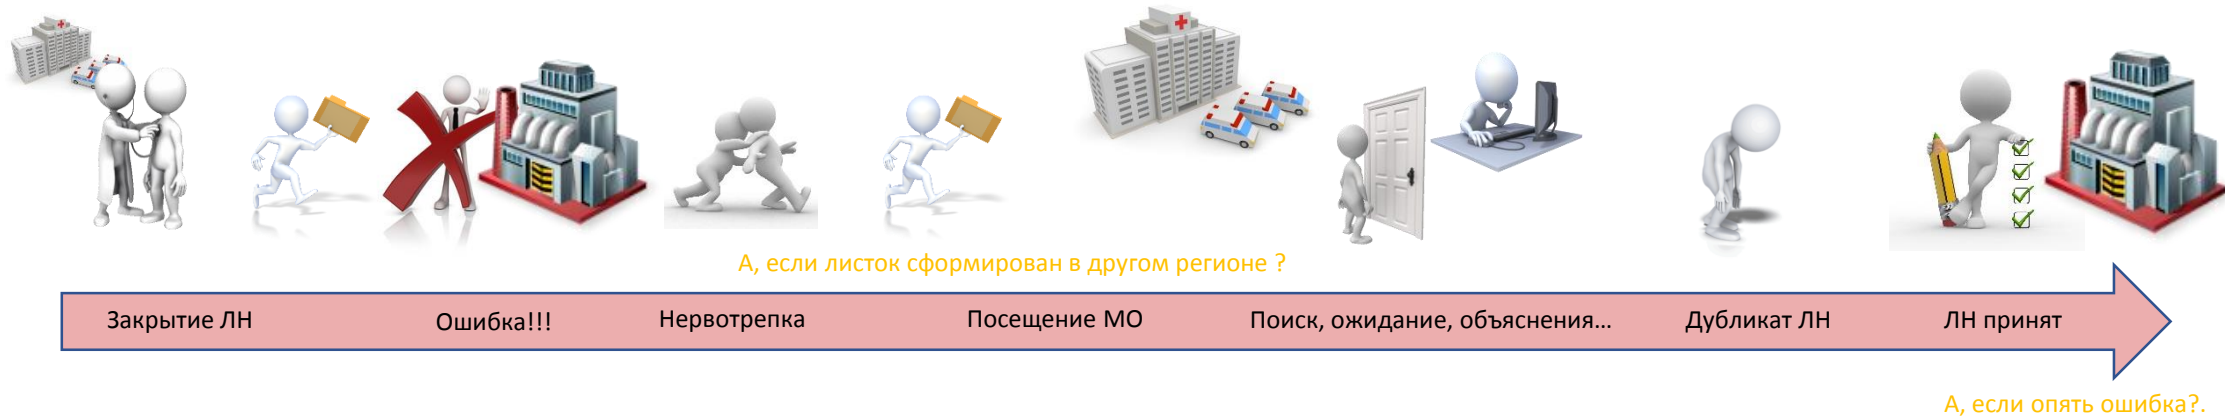 А, если листок сформирован в другом регионе ?
Закрытие ЛН
Ошибка!!!
Нервотрепка
Посещение МО
Поиск, ожидание, объяснения…
Дубликат ЛН
ЛН принят
А, если опять ошибка?.